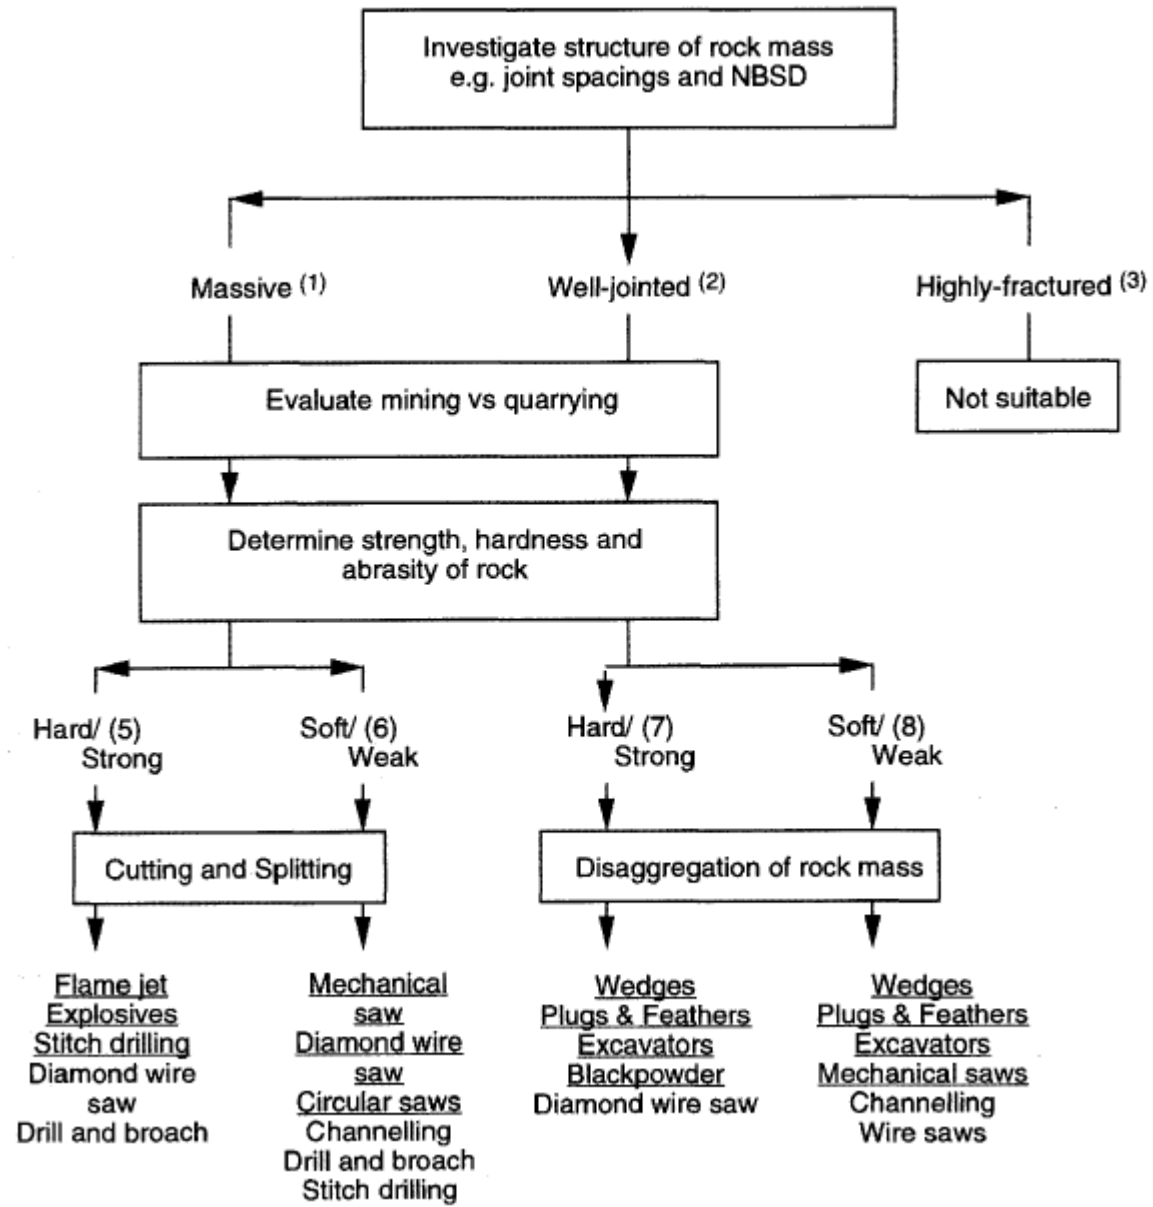 Investigate structure of rock mass
e.g. joint spacings and NBSD
Massive (1)
Well-jointed (2)
Highly-fractured (3)
Evaluate mining vs quarrying
Not suitable
Determine strength, hardness and
abrasity of rock
Hard/ (5)
Strong
Soft/ (6)
Weak
Hard/ (7)
Strong
Soft/ (8)
Weak
Cutting and Splitting
Disaggregation of rock mass
Flame jet
Explosives
Stitch drilling
Diamond wire
saw
Drill and broach
Mechanical
saw
Diamond wire
saw
Circular saws
Channelling
Drill and broach
Stitch drilling
Wedges
Plugs & Feathers
Excavators
Blackpowder
Diamond wire saw
Wedges
Plugs & Feathers
Excavators
Mechanical saws
Channelling
Wire saws